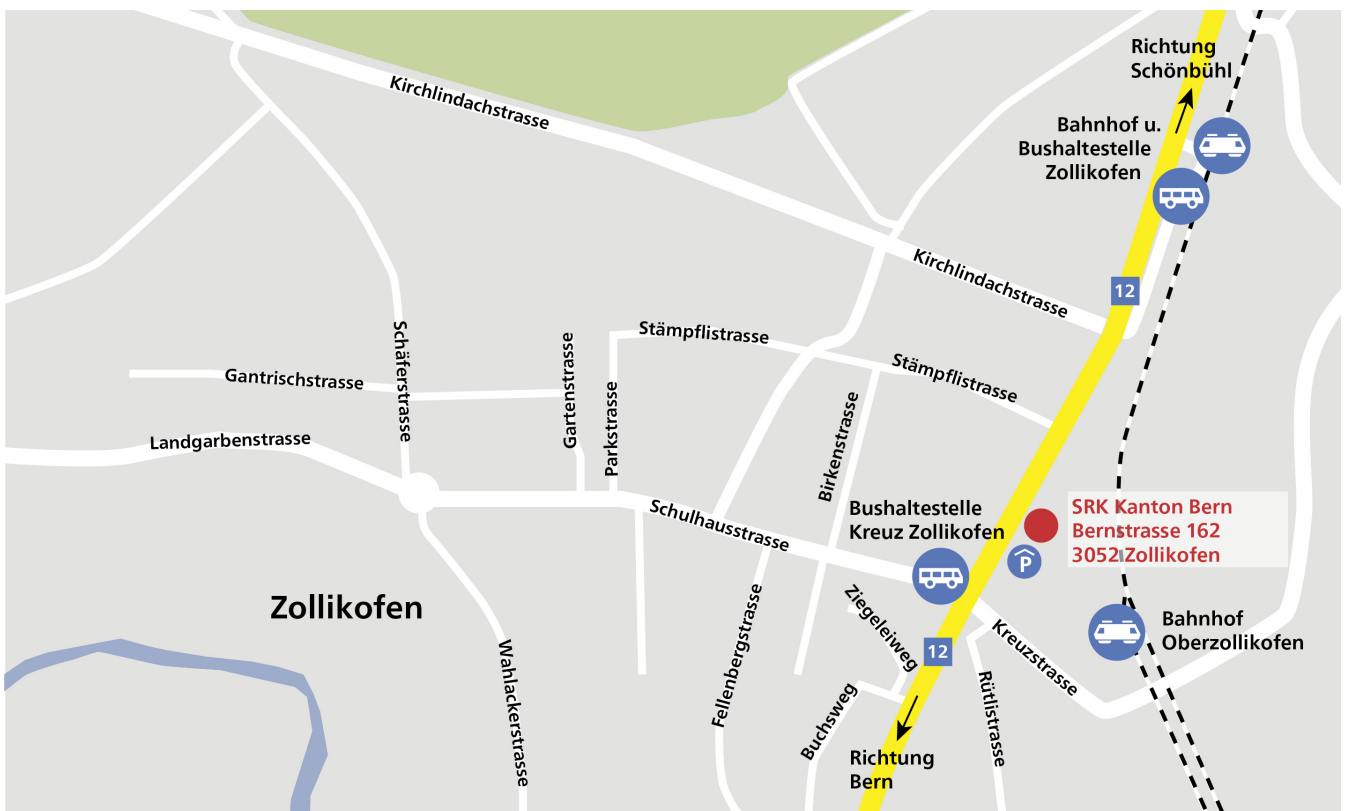 Richtung
Schönbühl
Kirchlindachstrasse
Bahnhof u.
Bushaltestelle
Zollikofen
Kirchlindachstrasse
12
Schäferstrasse
Stämpflistrasse
Gartenstrasse
Parkstrasse
Stämpflistrasse
Gantrischstrasse
Birkenstrasse
Landgarbenstrasse
Schulhausstrasse
Bushaltestelle
Kreuz Zollikofen
SRK Kanton Bern
Bernstrasse 162
3052 Zollikofen
P
Zollikofen
Fellenbergstrasse
Ziegeleiweg
Kreuzstrasse
Bahnhof
Oberzollikofen
12
Wahlackerstrasse
Buchsweg
Rütlistrasse
Richtung
Bern